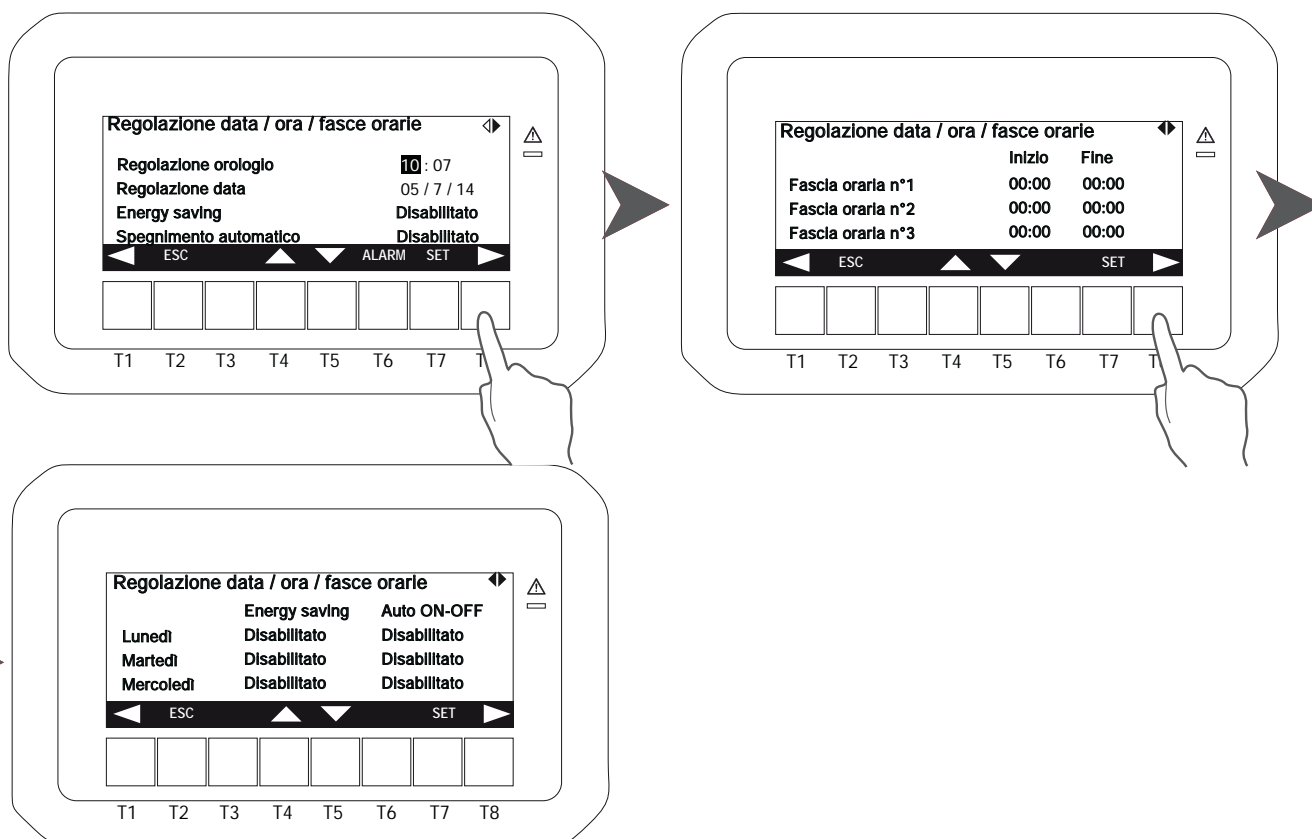 Regolazione data / ora / fasce orarie
Regolazione orologio 10 : 07
Regolazione data 05 / 7 / 14
Energy saving Disabilitato
Spegnimento automatico Disabilitato
ESC ALARM SET
T1 T2 T3 T4 T5 T6 T7 T
Regolazione data / ora / fasce orarie
Inizio Fine
Fascia oraria n°1 00:00 00:00
Fascia oraria n°2 00:00 00:00
Fascia oraria n°3 00:00 00:00
ESC SET
T1 T2 T3 T4 T5 T6 T7 T
Regolazione data / ora / fasce orarie
Energy saving Auto ON-OFF
Lunedì Disabilitato Disabilitato
Martedì Disabilitato Disabilitato
Mercoledì Disabilitato Disabilitato
ESC SET
T1 T2 T3 T4 T5 T6 T7 T8